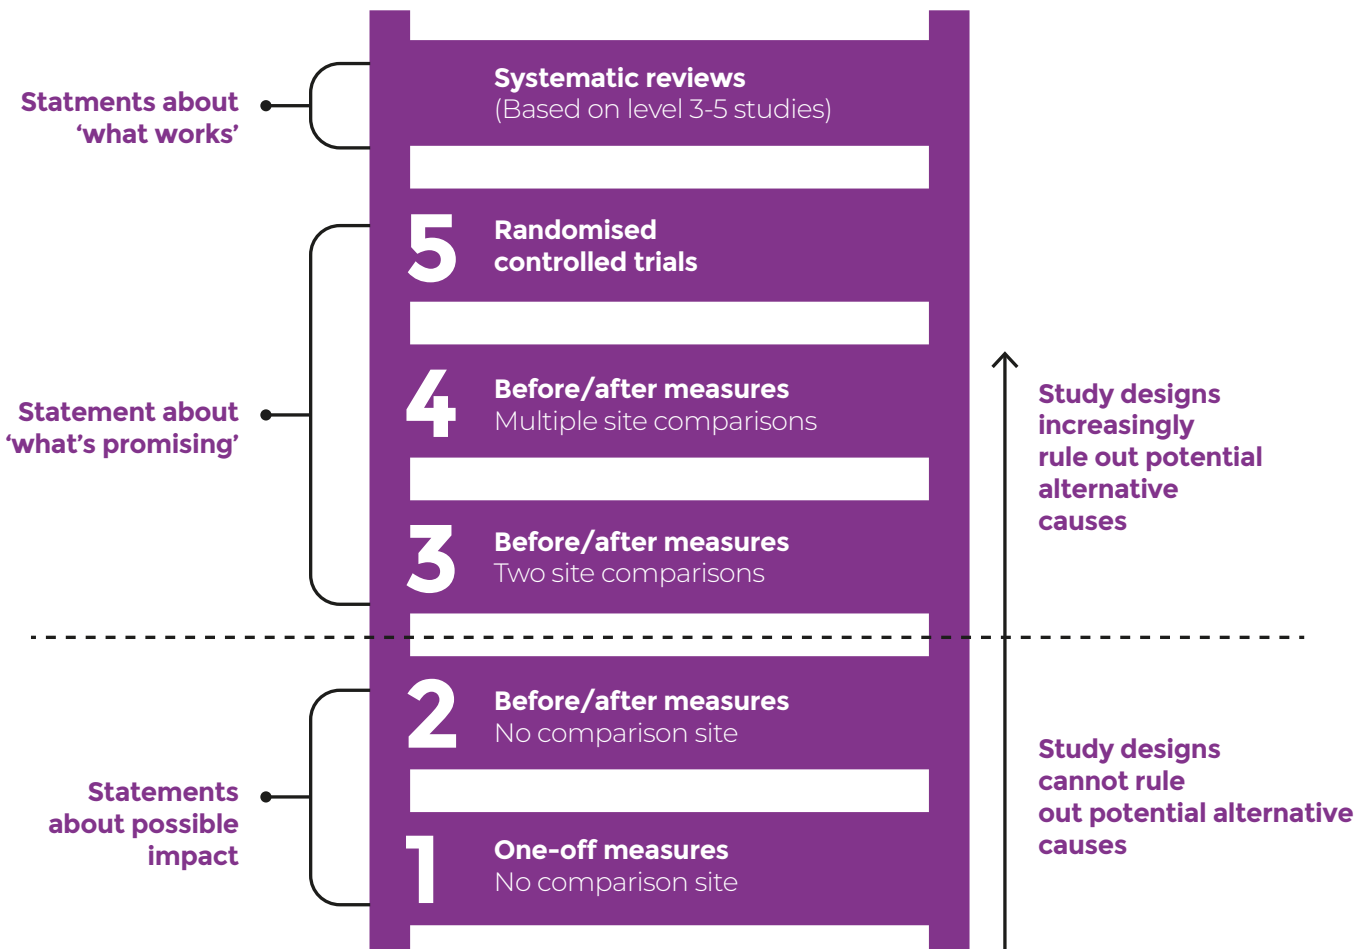 Systematic reviews
(Based on level 3-5 studies)
Statments about
‘what works’
5
Randomised
controlled trials
4
Before/after measures
Multiple site comparisons
Statement about
‘what’s promising’
3
Before/after measures
Two site comparisons
Study designs
increasingly
rule out potential
alternative
causes
2
Before/after measures
No comparison site
Statements
about possible
impact
1
One-off measures
No comparison site
Study designs
cannot rule
out potential alternative
causes